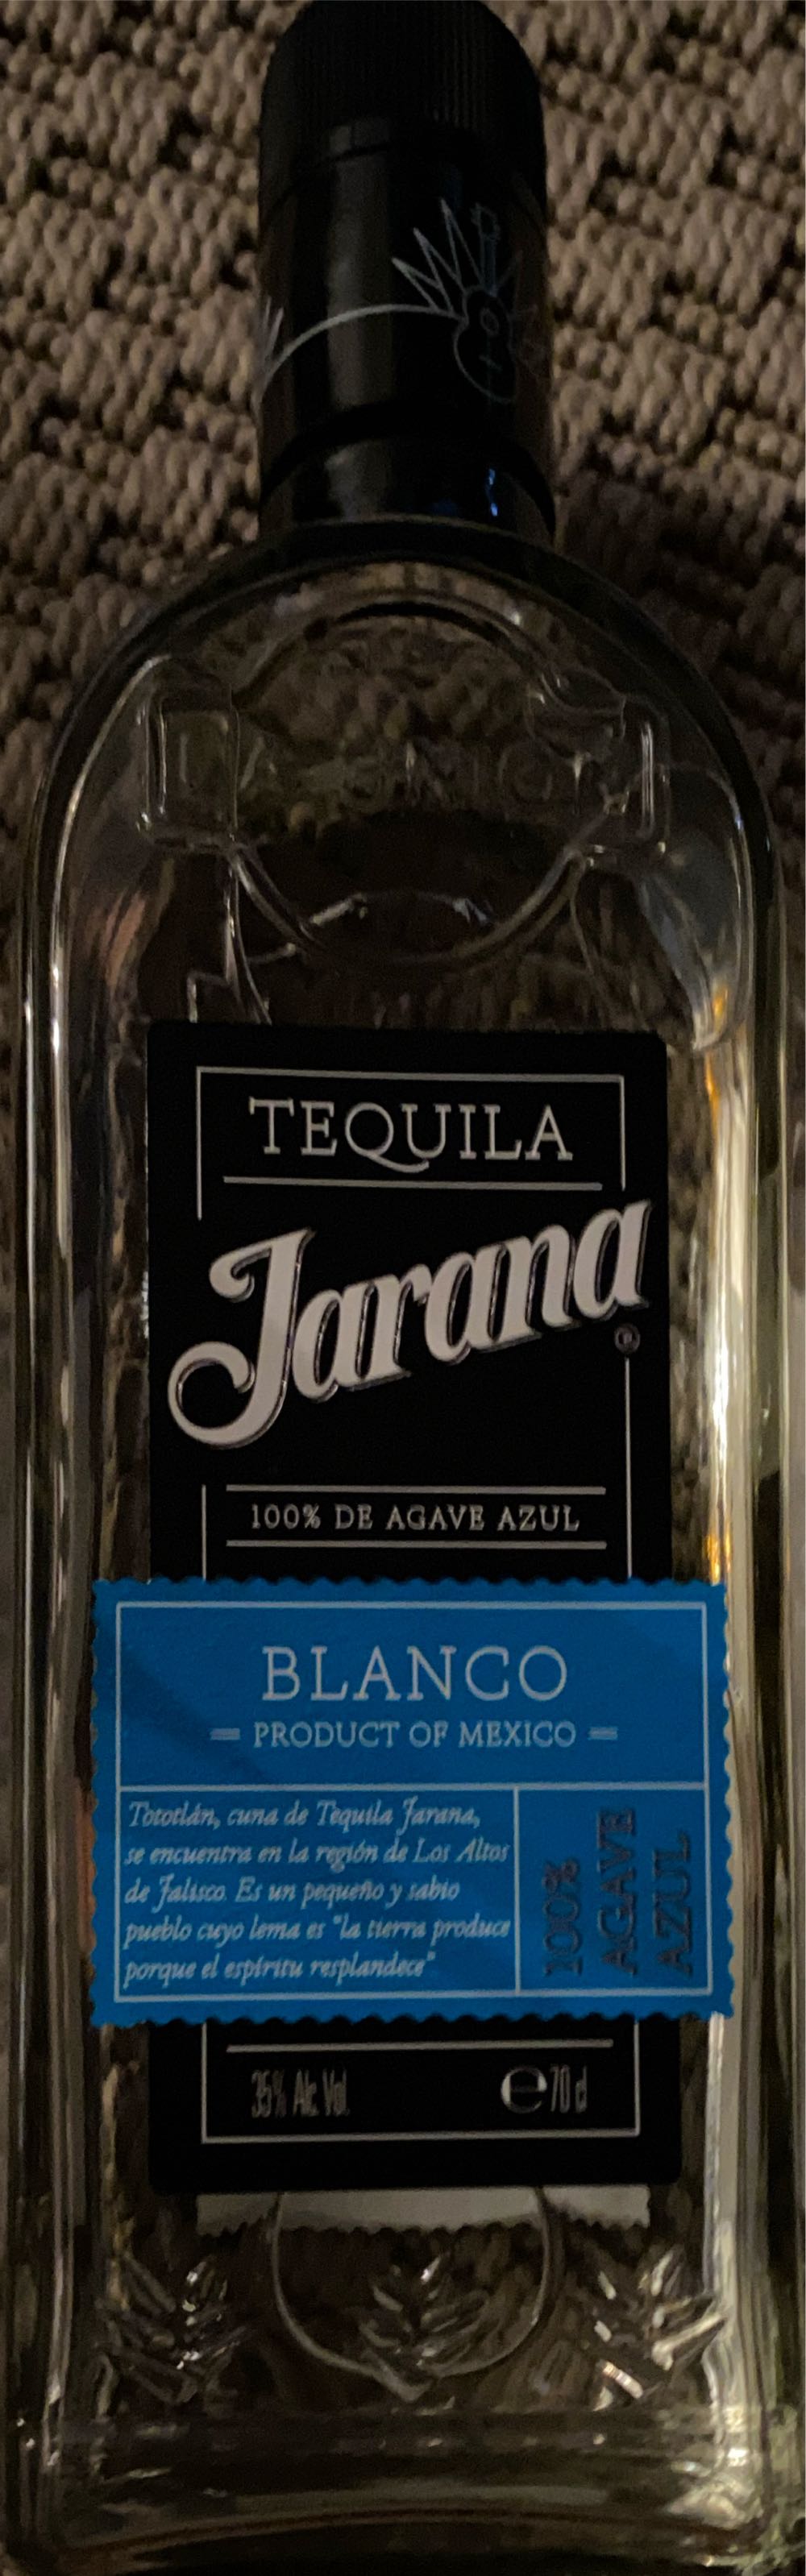 LA UNION
TEQUILA
Jarana
®
100% DE AGAVE AZUL
BLANCO
PRODUCT OF MEXICO
Tototlán, cuna de Tequila Jarana,
se encuentra en la región de Los Altos
de Jalisco. Es un pequeño y sabio
pueblo cuyo lema es "la tierra produce
porque el espíritu resplandece"
100%
AGAVE
AZUL
35% Alc. Vol.
℮ 70 cl